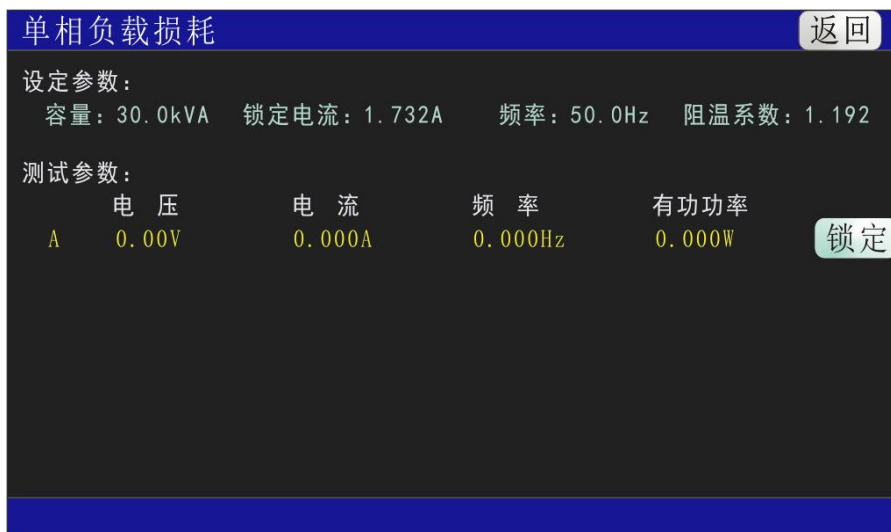 单相负载损耗 返回
设定参数:
容量: 30.0kVA 锁定电流: 1.732A 频率: 50.0Hz 阻温系数: 1.192
测试参数:
电 压 电 流 频 率 有功功率
A 0.00V 0.000A 0.000Hz 0.000W 锁定